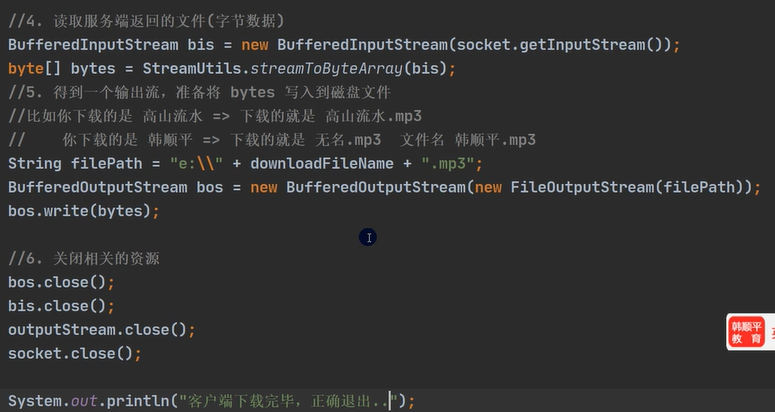 //4. 读取服务端返回的文件(字节数据)
BufferedInputStream bis = new BufferedInputStream(socket.getInputStream());
byte[] bytes = StreamUtils.streamToByteArray(bis);
//5. 得到一个输出流，准备将 bytes 写入到磁盘文件
//比如你下载的是 高山流水 => 下载的就是 高山流水.mp3
//    你下载的是 韩顺平 => 下载的就是 无名.mp3  文件名 韩顺平.mp3
String filePath = "e:\\" + downloadFileName + ".mp3";
BufferedOutputStream bos = new BufferedOutputStream(new FileOutputStream(filePath));
bos.write(bytes);
//6. 关闭相关的资源
bos.close();
bis.close();
outputStream.close();
socket.close();
韩顺平
教育
System.out.println("客户端下载完毕，正确退出..");